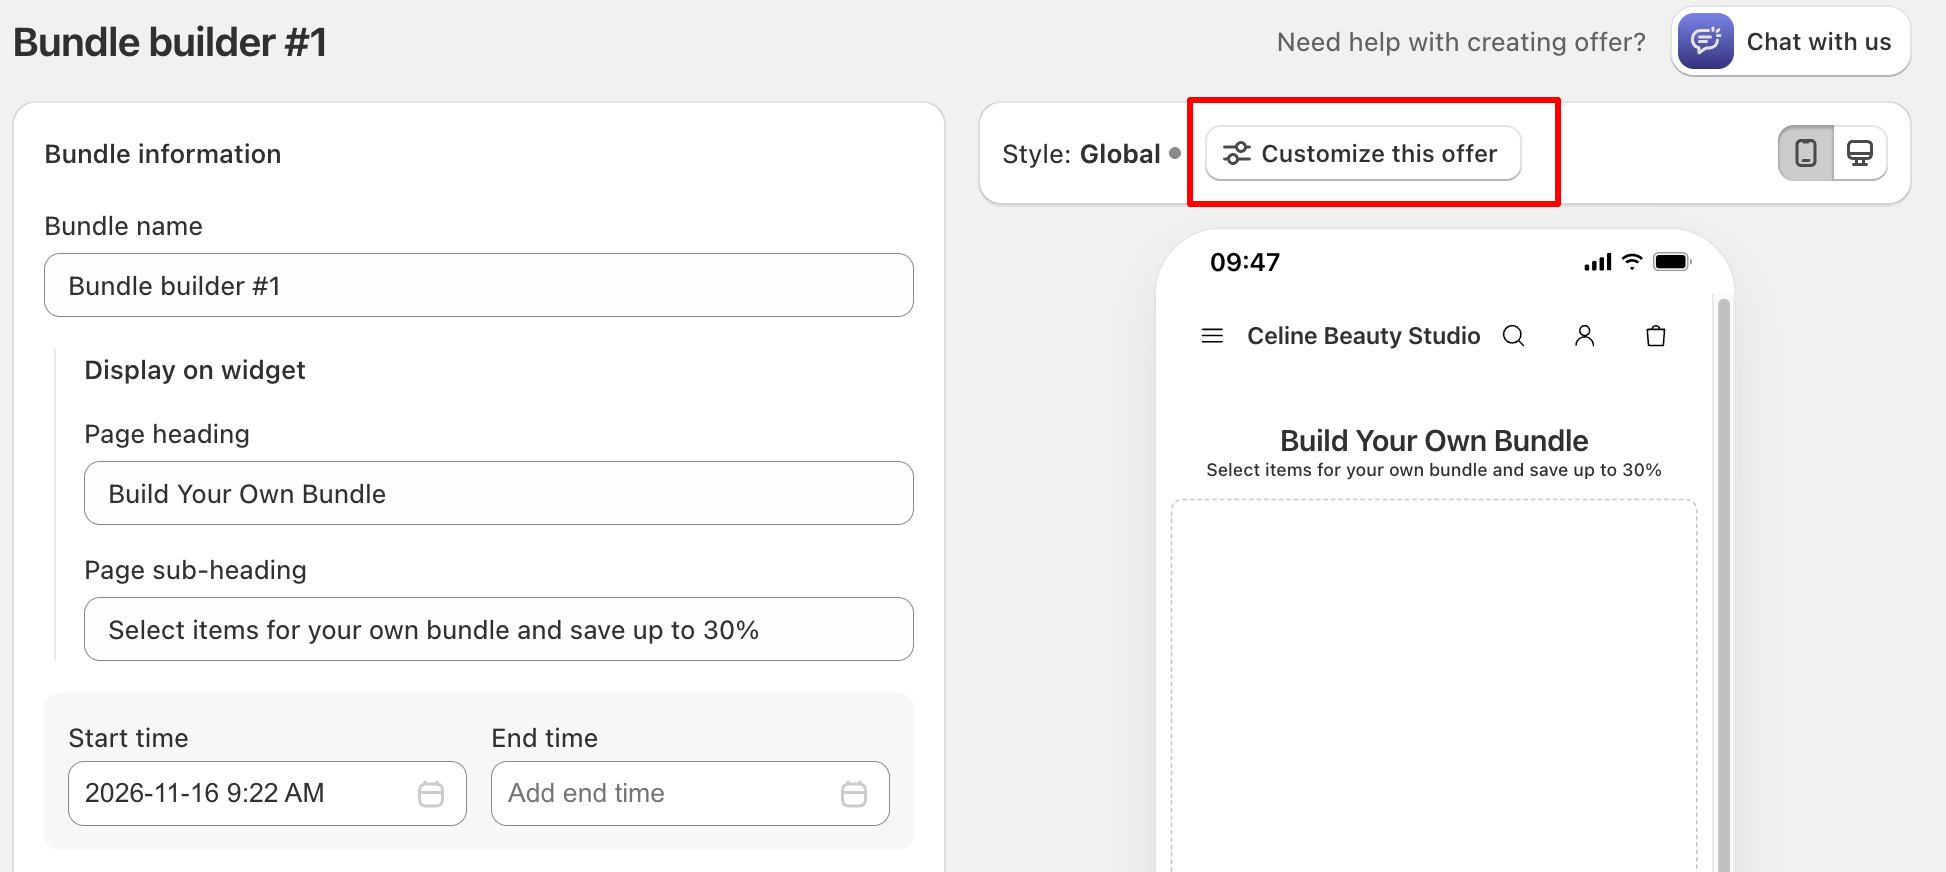 Bundle builder #1
Need help with creating offer?
Chat with us
Bundle information
Bundle name
Bundle builder #1
Display on widget
Page heading
Build Your Own Bundle
Page sub-heading
Select items for your own bundle and save up to 30%
Start time
End time
2026-11-16 9:22 AM
Add end time
Style: Global
Customize this offer
09:47
Celine Beauty Studio
Build Your Own Bundle
Select items for your own bundle and save up to 30%